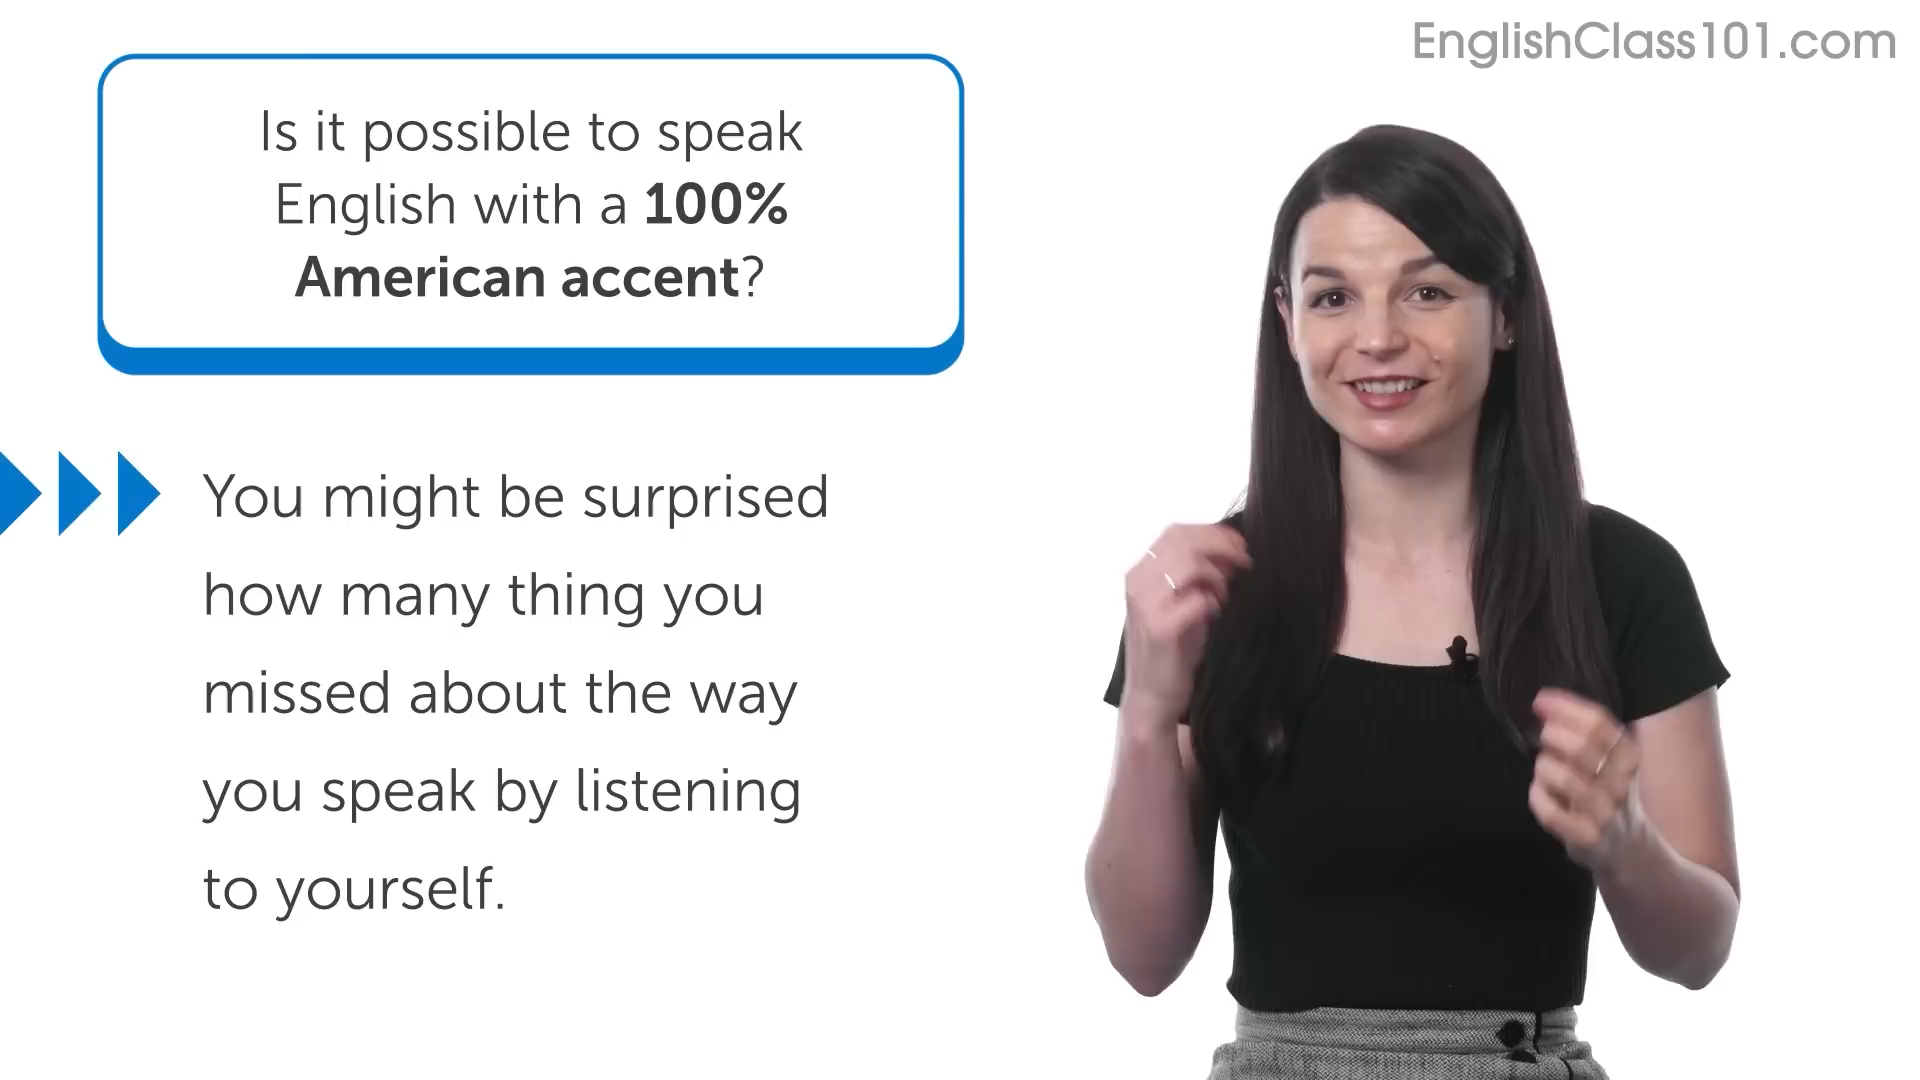 EnglishClass101.com
Is it possible to speak
English with a 100%
American accent?
You might be surprised
how many thing you
missed about the way
you speak by listening
to yourself.